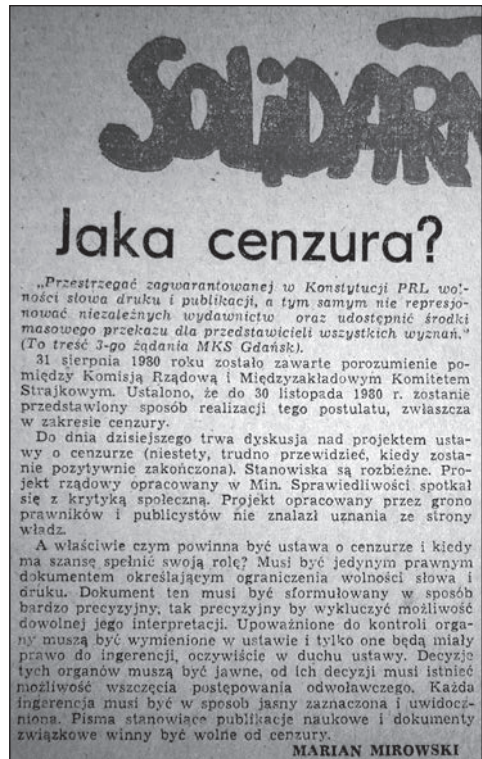 SOLIDARN
Jaka cenzura?
„Przestrzegać zagwarantowanej w Konstytucji PRL wol-
ności słowa druku i publikacji, a tym samym nie represjo-
nować niezależnych wydawnictw oraz udostępnić środki
masowego przekazu dla przedstawicieli wszystkich wyznań."
(To treść 3-go żądania MKS Gdańsk).
31 sierpnia 1980 roku zostało zawarte porozumienie po-
między Komisją Rządową i Międzyzakładowym Komitetem
Strajkowym. Ustalono, że do 30 listopada 1980 r. zostanie
przedstawiony sposób realizacji tego postulatu, zwłaszcza
w zakresie cenzury.
Do dnia dzisiejszego trwa dyskusja nad projektem usta-
wy o cenzurze (niestety, trudno przewidzieć, kiedy zosta-
nie pozytywnie zakończona). Stanowiska są rozbieżne. Pro-
jekt rządowy opracowany w Min. Sprawiedliwości spotkał
się z krytyką społeczną. Projekt opracowany przez grono
prawników i publicystów nie znalazł uznania ze strony
władz.
A właściwie czym powinna być ustawa o cenzurze i kiedy
ma szansę spełnić swoją rolę? Musi być jedynym prawnym
dokumentem określającym ograniczenia wolności słowa i
druku. Dokument ten musi być sformułowany w sposób
bardzo precyzyjny, tak precyzyjny by wykluczyć możliwość
dowolnej jego interpretacji. Upoważnione do kontroli orga-
ny muszą być wymienione w ustawie i tylko one będą miały
prawo do ingerencji, oczywiście w duchu ustawy. Decyzje
tych organów muszą być jawne, od ich decyzji musi istnieć
możliwość wszczęcia postępowania odwoławczego. Każda
ingerencja musi być w sposób jasny zaznaczona i uwidocz-
niona. Pisma stanowiące publikacje naukowe i dokumenty
związkowe winny być wolne od cenzury.
MARIAN MIROWSKI